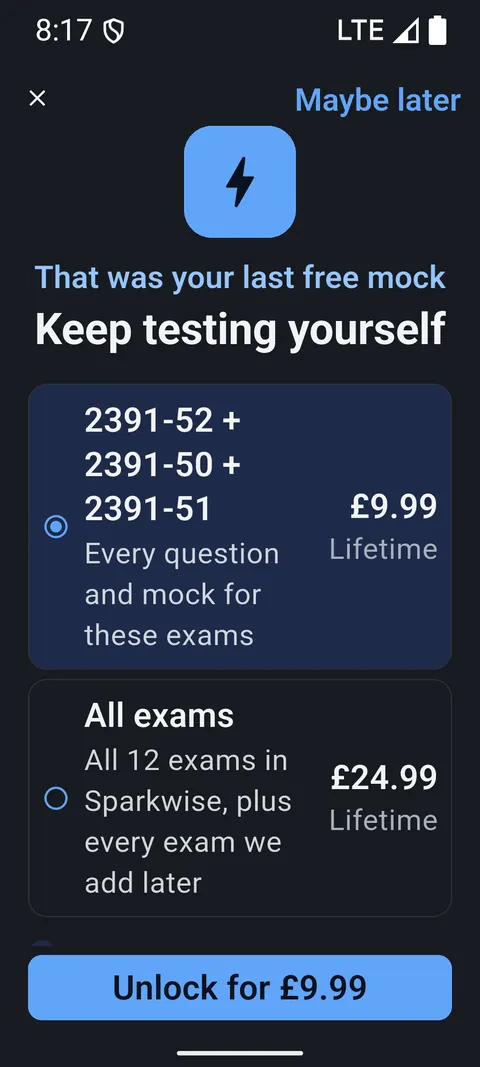 8:17
LTE
Maybe later
That was your last free mock
Keep testing yourself
2391-52 +
2391-50 +
2391-51
£9.99
Lifetime
Every question
and mock for
these exams
All exams
All 12 exams in
Sparkwise, plus
every exam we
add later
£24.99
Lifetime
Unlock for £9.99